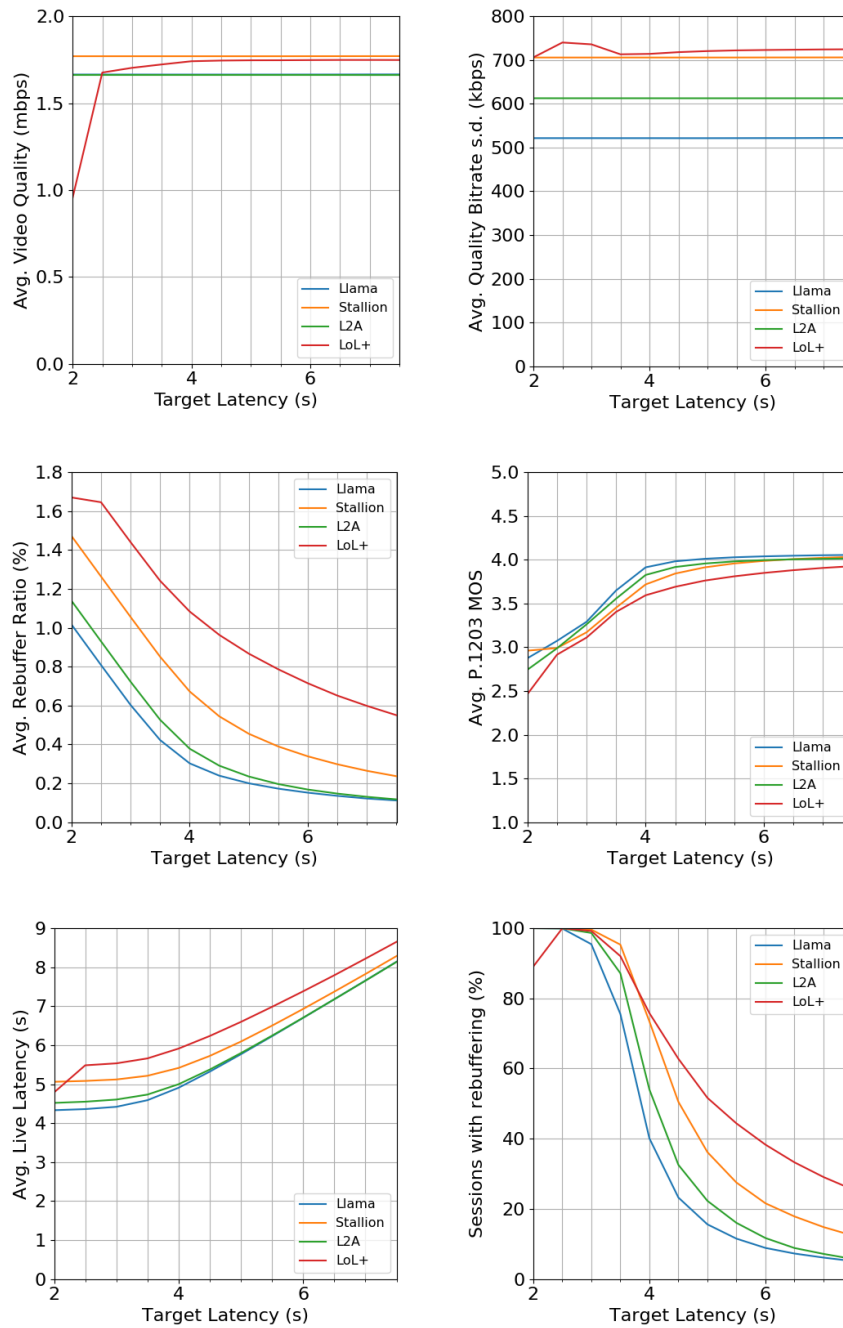 Avg. Video Quality (mbps)
2.0
1.5
1.0
0.5
0.0
2
4
6
Target Latency (s)
Llama
Stallion
L2A
LoL+
Avg. Quality Bitrate s.d. (kbps)
800
700
600
500
400
300
200
100
0
2
4
6
Target Latency (s)
Llama
Stallion
L2A
LoL+
Avg. Rebuffer Ratio (%)
1.8
1.6
1.4
1.2
1.0
0.8
0.6
0.4
0.2
0.0
2
4
6
Target Latency (s)
Llama
Stallion
L2A
LoL+
Avg. P.1203 MOS
5.0
4.5
4.0
3.5
3.0
2.5
2.0
1.5
1.0
2
4
6
Target Latency (s)
Llama
Stallion
L2A
LoL+
Avg. Live Latency (s)
9
8
7
6
5
4
3
2
1
0
2
4
6
Target Latency (s)
Llama
Stallion
L2A
LoL+
Sessions with rebuffering (%)
100
80
60
40
20
0
2
4
6
Target Latency (s)
Llama
Stallion
L2A
LoL+